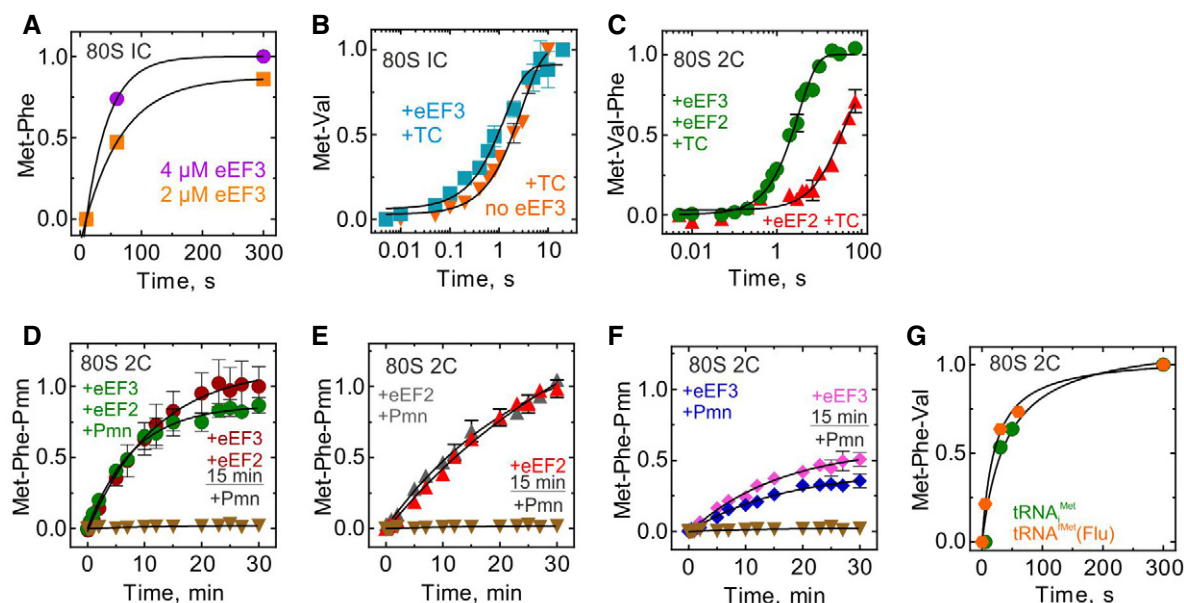 A
80S IC
Met-Phe
1.0
0.5
0.0
4 µM eEF3
2 µM eEF3
0 100 200 300
Time, s
B
80S IC
Met-Val
1.0
0.5
0.0
+eEF3
+TC
+TC
no eEF3
0.01 0.1 1 10
Time, s
C
80S 2C
Met-Val-Phe
1.0
0.5
0.0
+eEF3
+eEF2
+TC
+eEF2 +TC
0.01 1 100
Time, s
D
80S 2C
Met-Phe-Pmn
1.0
0.5
0.0
+eEF3
+eEF2
+Pmn
+eEF3
+eEF2
15 min
+Pmn
0 10 20 30
Time, min
E
80S 2C
Met-Phe-Pmn
1.0
0.5
0.0
+eEF2
+Pmn
+eEF2
15 min
+Pmn
0 10 20 30
Time, min
F
80S 2C
Met-Phe-Pmn
1.0
0.5
0.0
+eEF3
+Pmn
+eEF3
15 min
+Pmn
0 10 20 30
Time, min
G
80S 2C
Met-Phe-Val
1.0
0.5
0.0
tRNAiMet
tRNAfMet(Flu)
0 100 200 300
Time, s